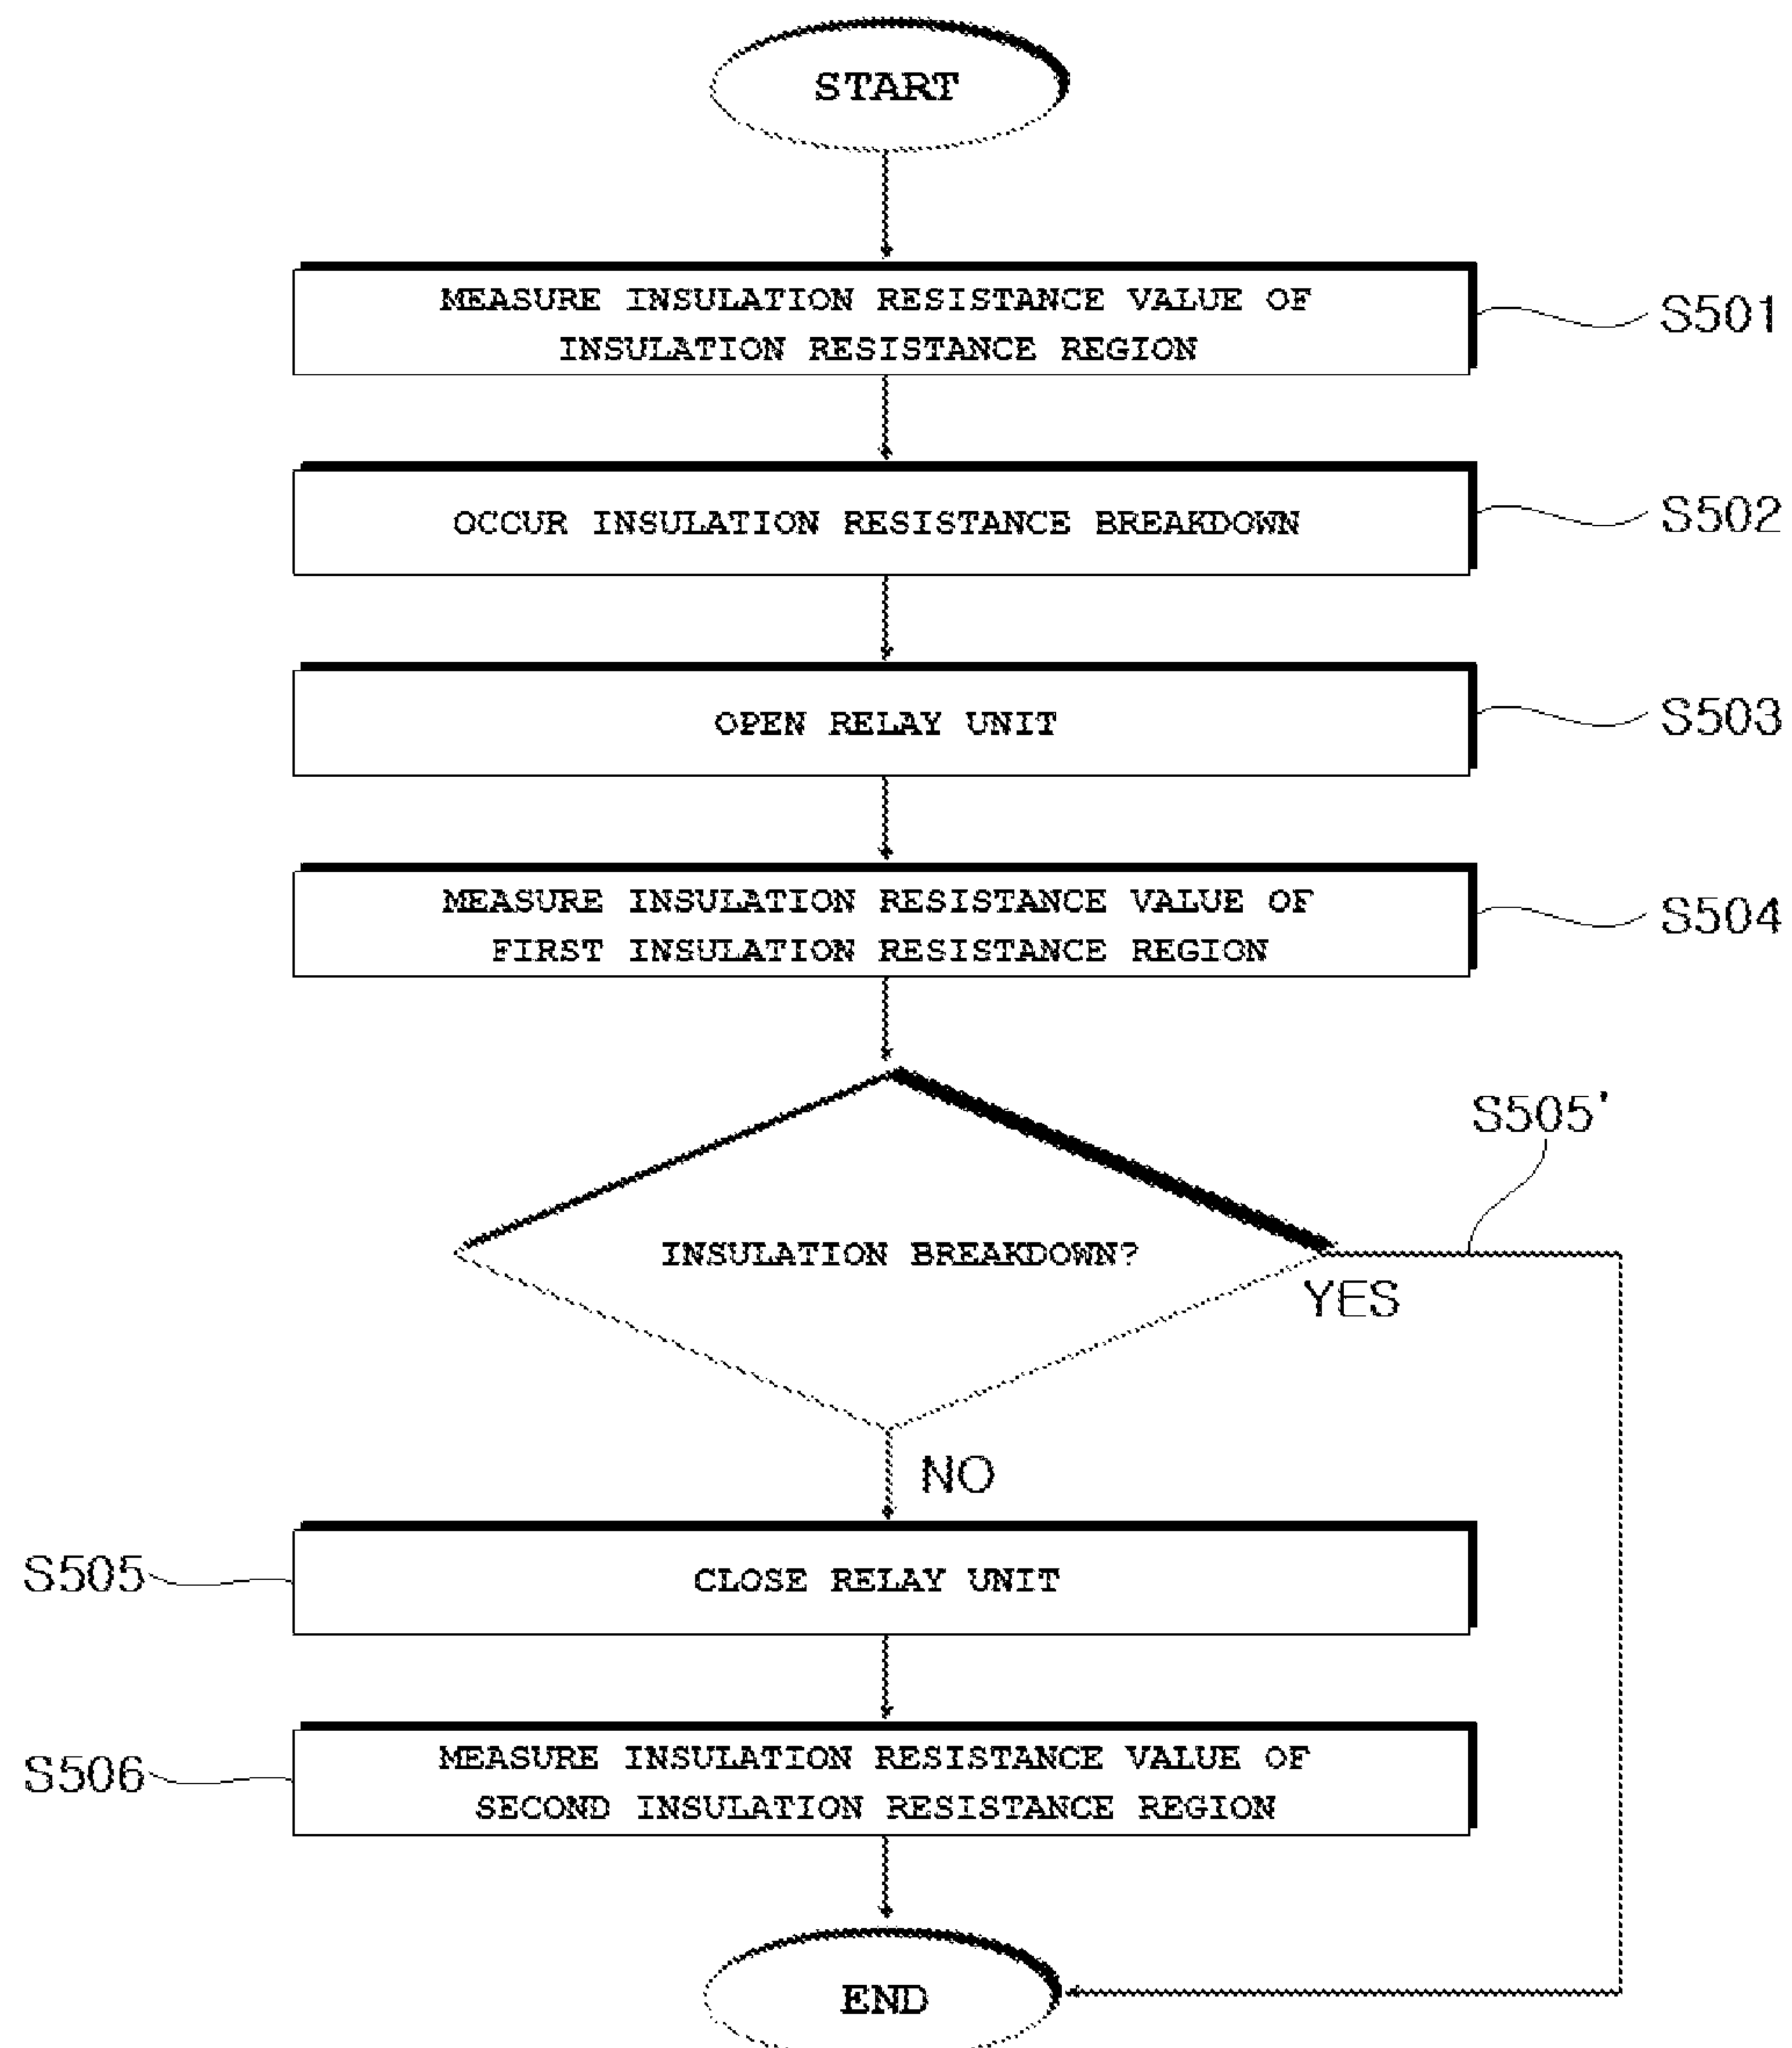 START
MEASURE INSULATION RESISTANCE VALUE OF
INSULATION RESISTANCE REGION
S501
OCCUR INSULATION RESISTANCE BREAKDOWN
S502
OPEN RELAY UNIT
S503
MEASURE INSULATION RESISTANCE VALUE OF
FIRST INSULATION RESISTANCE REGION
S504
S505'
INSULATION BREAKDOWN?
YES
NO
S505
CLOSE RELAY UNIT
S506
MEASURE INSULATION RESISTANCE VALUE OF
SECOND INSULATION RESISTANCE REGION
END